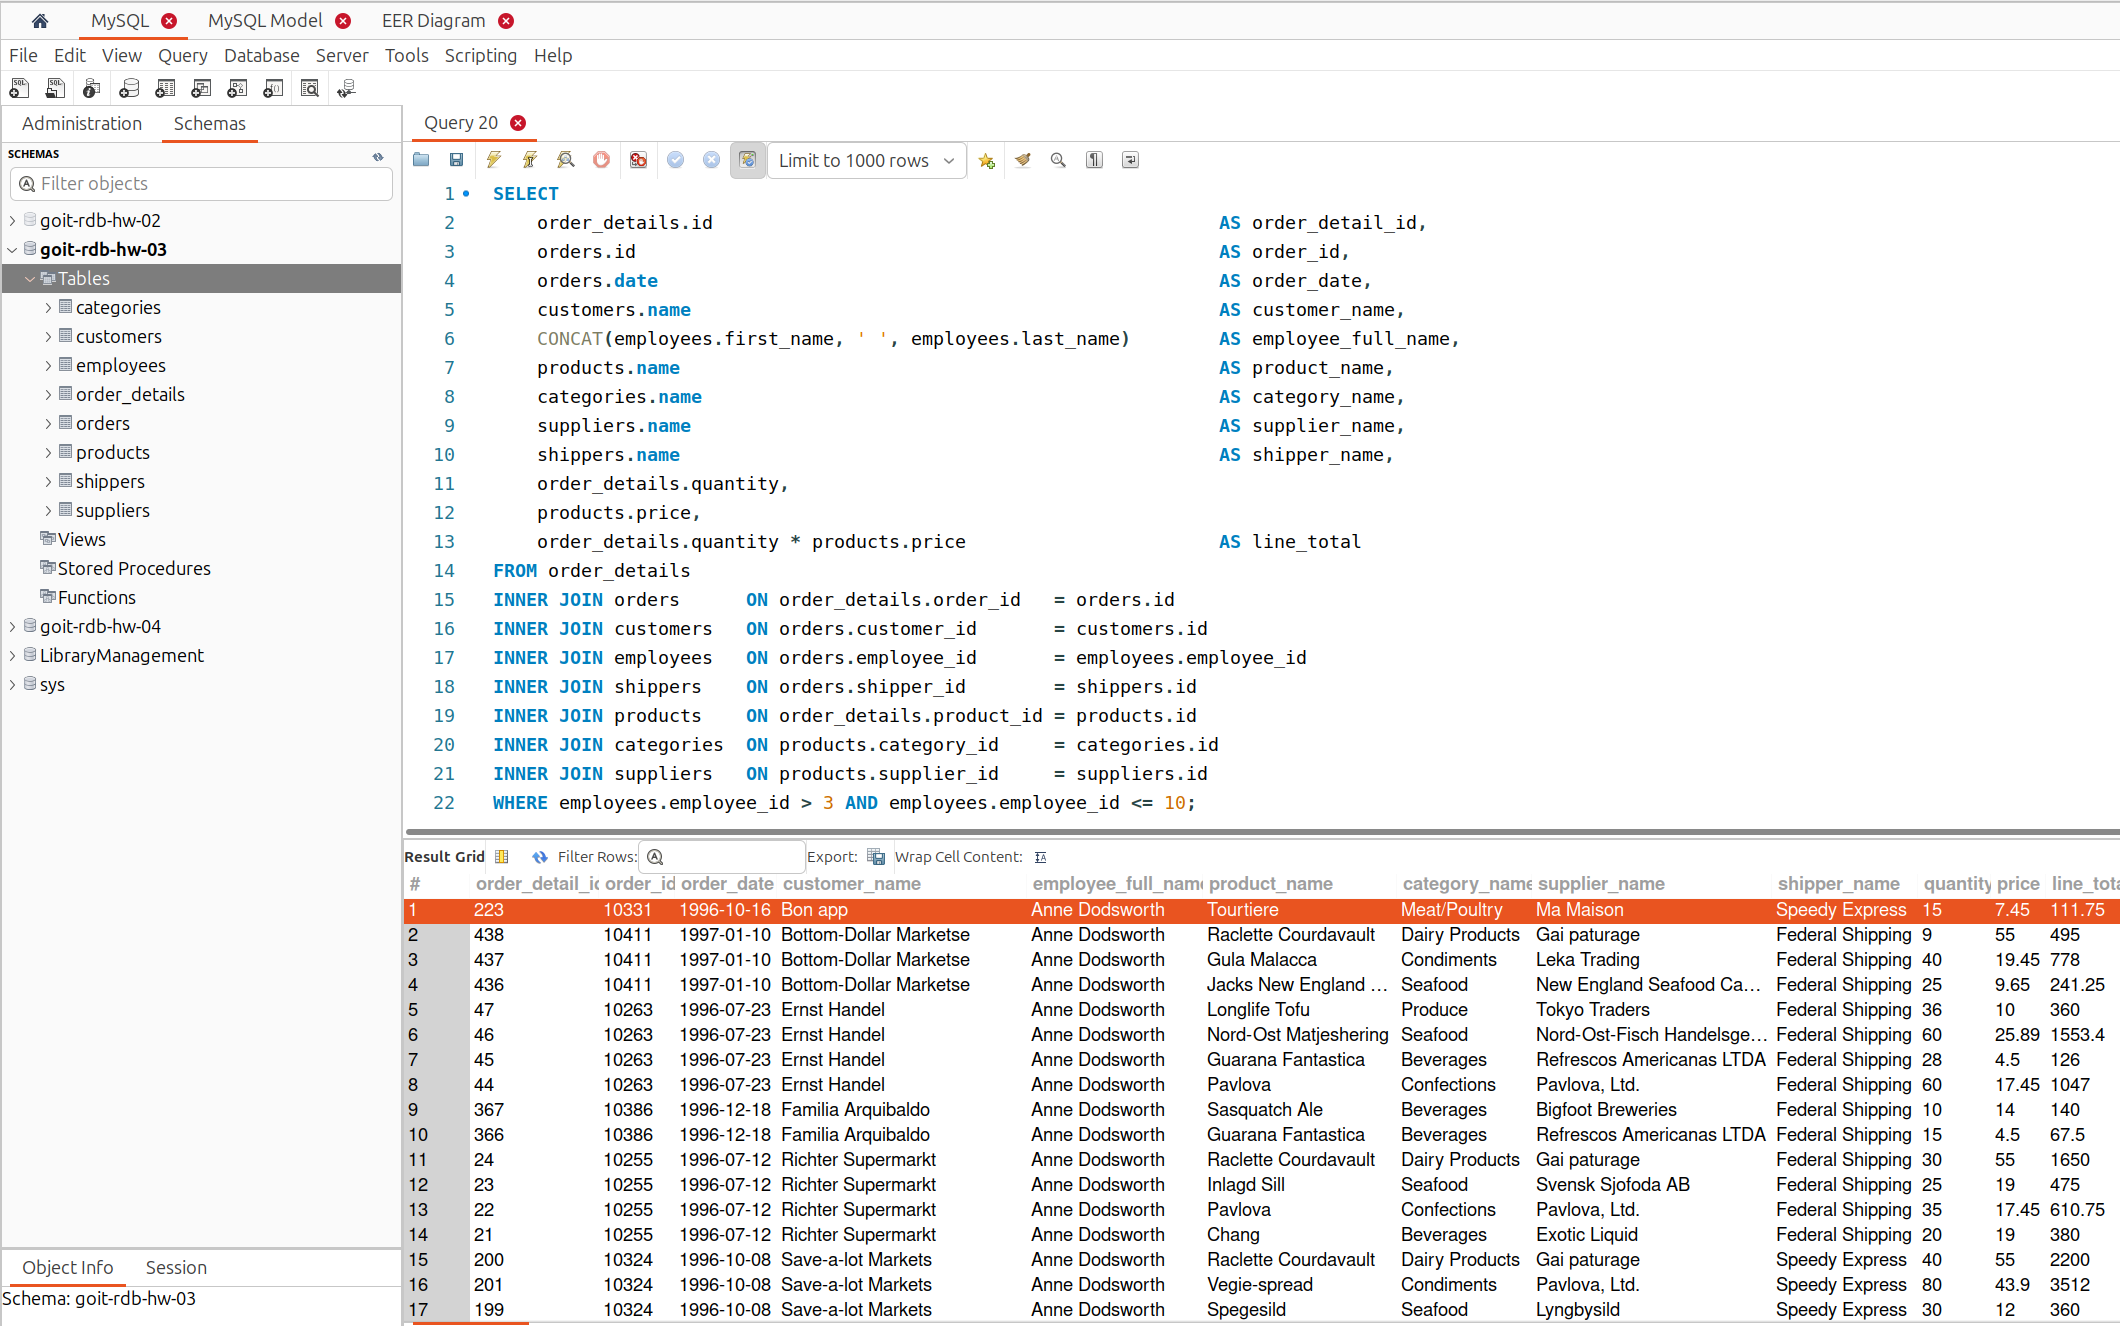 MySQL MySQL Model EER Diagram
File Edit View Query Database Server Tools Scripting Help
Administration Schemas
SCHEMAS
Filter objects
goit-rdb-hw-02
goit-rdb-hw-03
Tables
categories
customers
employees
order_details
orders
products
shippers
suppliers
Views
Stored Procedures
Functions
goit-rdb-hw-04
LibraryManagement
sys
Object Info Session
Schema: goit-rdb-hw-03
Query 20
Limit to 1000 rows
1 SELECT
2 order_details.id AS order_detail_id,
3 orders.id AS order_id,
4 orders.date AS order_date,
5 customers.name AS customer_name,
6 CONCAT(employees.first_name, ' ', employees.last_name) AS employee_full_name,
7 products.name AS product_name,
8 categories.name AS category_name,
9 suppliers.name AS supplier_name,
10 shippers.name AS shipper_name,
11 order_details.quantity,
12 products.price,
13 order_details.quantity * products.price AS line_total
14 FROM order_details
15 INNER JOIN orders ON order_details.order_id = orders.id
16 INNER JOIN customers ON orders.customer_id = customers.id
17 INNER JOIN employees ON orders.employee_id = employees.employee_id
18 INNER JOIN shippers ON orders.shipper_id = shippers.id
19 INNER JOIN products ON order_details.product_id = products.id
20 INNER JOIN categories ON products.category_id = categories.id
21 INNER JOIN suppliers ON products.supplier_id = suppliers.id
22 WHERE employees.employee_id > 3 AND employees.employee_id <= 10;
Result Grid Filter Rows: Export: Wrap Cell Content:
# order_detail_ic order_id order_date customer_name employee_full_name product_name category_name supplier_name shipper_name quantity price line_tota
1 223 10331 1996-10-16 Bon app Anne Dodsworth Tourtiere Meat/Poultry Ma Maison Speedy Express 15 7.45 111.75
2 438 10411 1997-01-10 Bottom-Dollar Marketse Anne Dodsworth Raclette Courdavault Dairy Products Gai paturage Federal Shipping 9 55 495
3 437 10411 1997-01-10 Bottom-Dollar Marketse Anne Dodsworth Gula Malacca Condiments Leka Trading Federal Shipping 40 19.45 778
4 436 10411 1997-01-10 Bottom-Dollar Marketse Anne Dodsworth Jacks New England ... Seafood New England Seafood Ca... Federal Shipping 25 9.65 241.25
5 47 10263 1996-07-23 Ernst Handel Anne Dodsworth Longlife Tofu Produce Tokyo Traders Federal Shipping 36 10 360
6 46 10263 1996-07-23 Ernst Handel Anne Dodsworth Nord-Ost Matjeshering Seafood Nord-Ost-Fisch Handelsge... Federal Shipping 60 25.89 1553.4
7 45 10263 1996-07-23 Ernst Handel Anne Dodsworth Guarana Fantastica Beverages Refrescos Americanas LTDA Federal Shipping 28 4.5 126
8 44 10263 1996-07-23 Ernst Handel Anne Dodsworth Pavlova Confections Pavlova, Ltd. Federal Shipping 60 17.45 1047
9 367 10386 1996-12-18 Familia Arquibaldo Anne Dodsworth Sasquatch Ale Beverages Bigfoot Breweries Federal Shipping 10 14 140
10 366 10386 1996-12-18 Familia Arquibaldo Anne Dodsworth Guarana Fantastica Beverages Refrescos Americanas LTDA Federal Shipping 15 4.5 67.5
11 24 10255 1996-07-12 Richter Supermarkt Anne Dodsworth Raclette Courdavault Dairy Products Gai paturage Federal Shipping 30 55 1650
12 23 10255 1996-07-12 Richter Supermarkt Anne Dodsworth Inlagd Sill Seafood Svensk Sjofoda AB Federal Shipping 25 19 475
13 22 10255 1996-07-12 Richter Supermarkt Anne Dodsworth Pavlova Confections Pavlova, Ltd. Federal Shipping 35 17.45 610.75
14 21 10255 1996-07-12 Richter Supermarkt Anne Dodsworth Chang Beverages Exotic Liquid Federal Shipping 20 19 380
15 200 10324 1996-10-08 Save-a-lot Markets Anne Dodsworth Raclette Courdavault Dairy Products Gai paturage Speedy Express 40 55 2200
16 201 10324 1996-10-08 Save-a-lot Markets Anne Dodsworth Vegie-spread Condiments Pavlova, Ltd. Speedy Express 80 43.9 3512
17 199 10324 1996-10-08 Save-a-lot Markets Anne Dodsworth Spegesild Seafood Lyngbysild Speedy Express 30 12 360